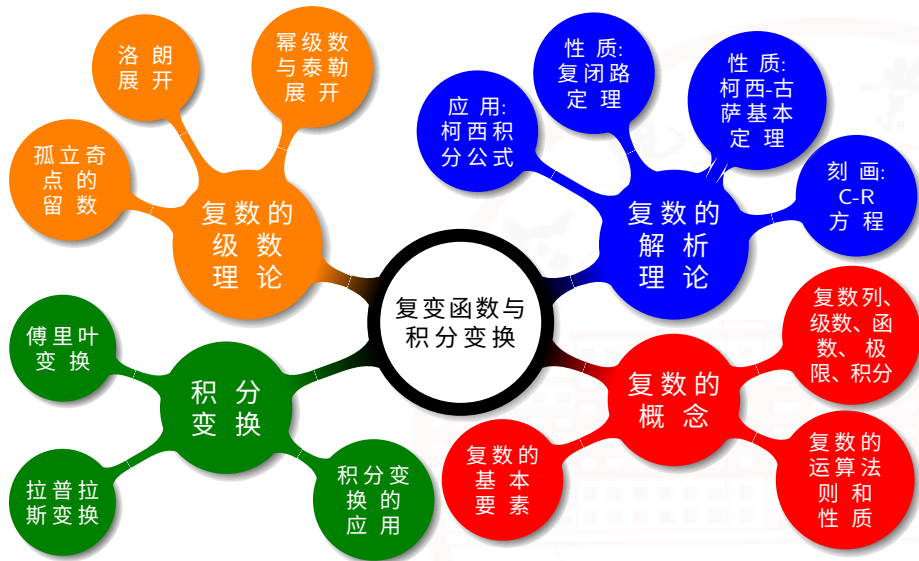 洛朗
展开
幂级数
与泰勒
展开
孤立奇
点的
留数
复数的
级数
理论
应用:
柯西积
分公式
性质:
复闭路
定理
性质:
柯西-古
萨基本
定理
刻画:
C-R
方程
复数的
解析
理论
复变函数与
积分变换
傅里叶
变换
积分
变换
拉普拉
斯变换
积分变
换的
应用
复数的
概念
复数列、
级数、函
数、极
限、积分
复数的
基本
要素
复数的
运算法
则和
性质